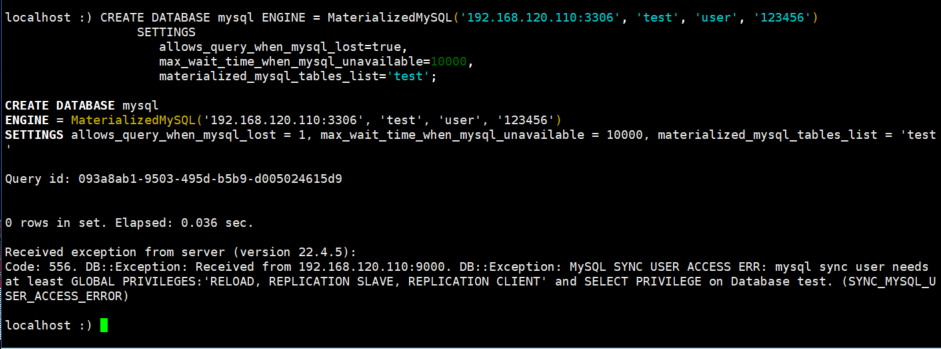 localhost :) CREATE DATABASE mysql ENGINE = MaterializedMySQL('192.168.120.110:3306', 'test', 'user', '123456')
SETTINGS
allows_query_when_mysql_lost=true,
max_wait_time_when_mysql_unavailable=10000,
materialized_mysql_tables_list='test';
CREATE DATABASE mysql
ENGINE = MaterializedMySQL('192.168.120.110:3306', 'test', 'user', '123456')
SETTINGS allows_query_when_mysql_lost = 1, max_wait_time_when_mysql_unavailable = 10000, materialized_mysql_tables_list = 'test
'
Query id: 093a8ab1-9503-495d-b5b9-d005024615d9
0 rows in set. Elapsed: 0.036 sec.
Received exception from server (version 22.4.5):
Code: 556. DB::Exception: Received from 192.168.120.110:9000. DB::Exception: MySQL SYNC USER ACCESS ERR: mysql sync user needs
at least GLOBAL PRIVILEGES:'RELOAD, REPLICATION SLAVE, REPLICATION CLIENT' and SELECT PRIVILEGE on Database test. (SYNC_MYSQL_U
SER_ACCESS_ERROR)
localhost :)